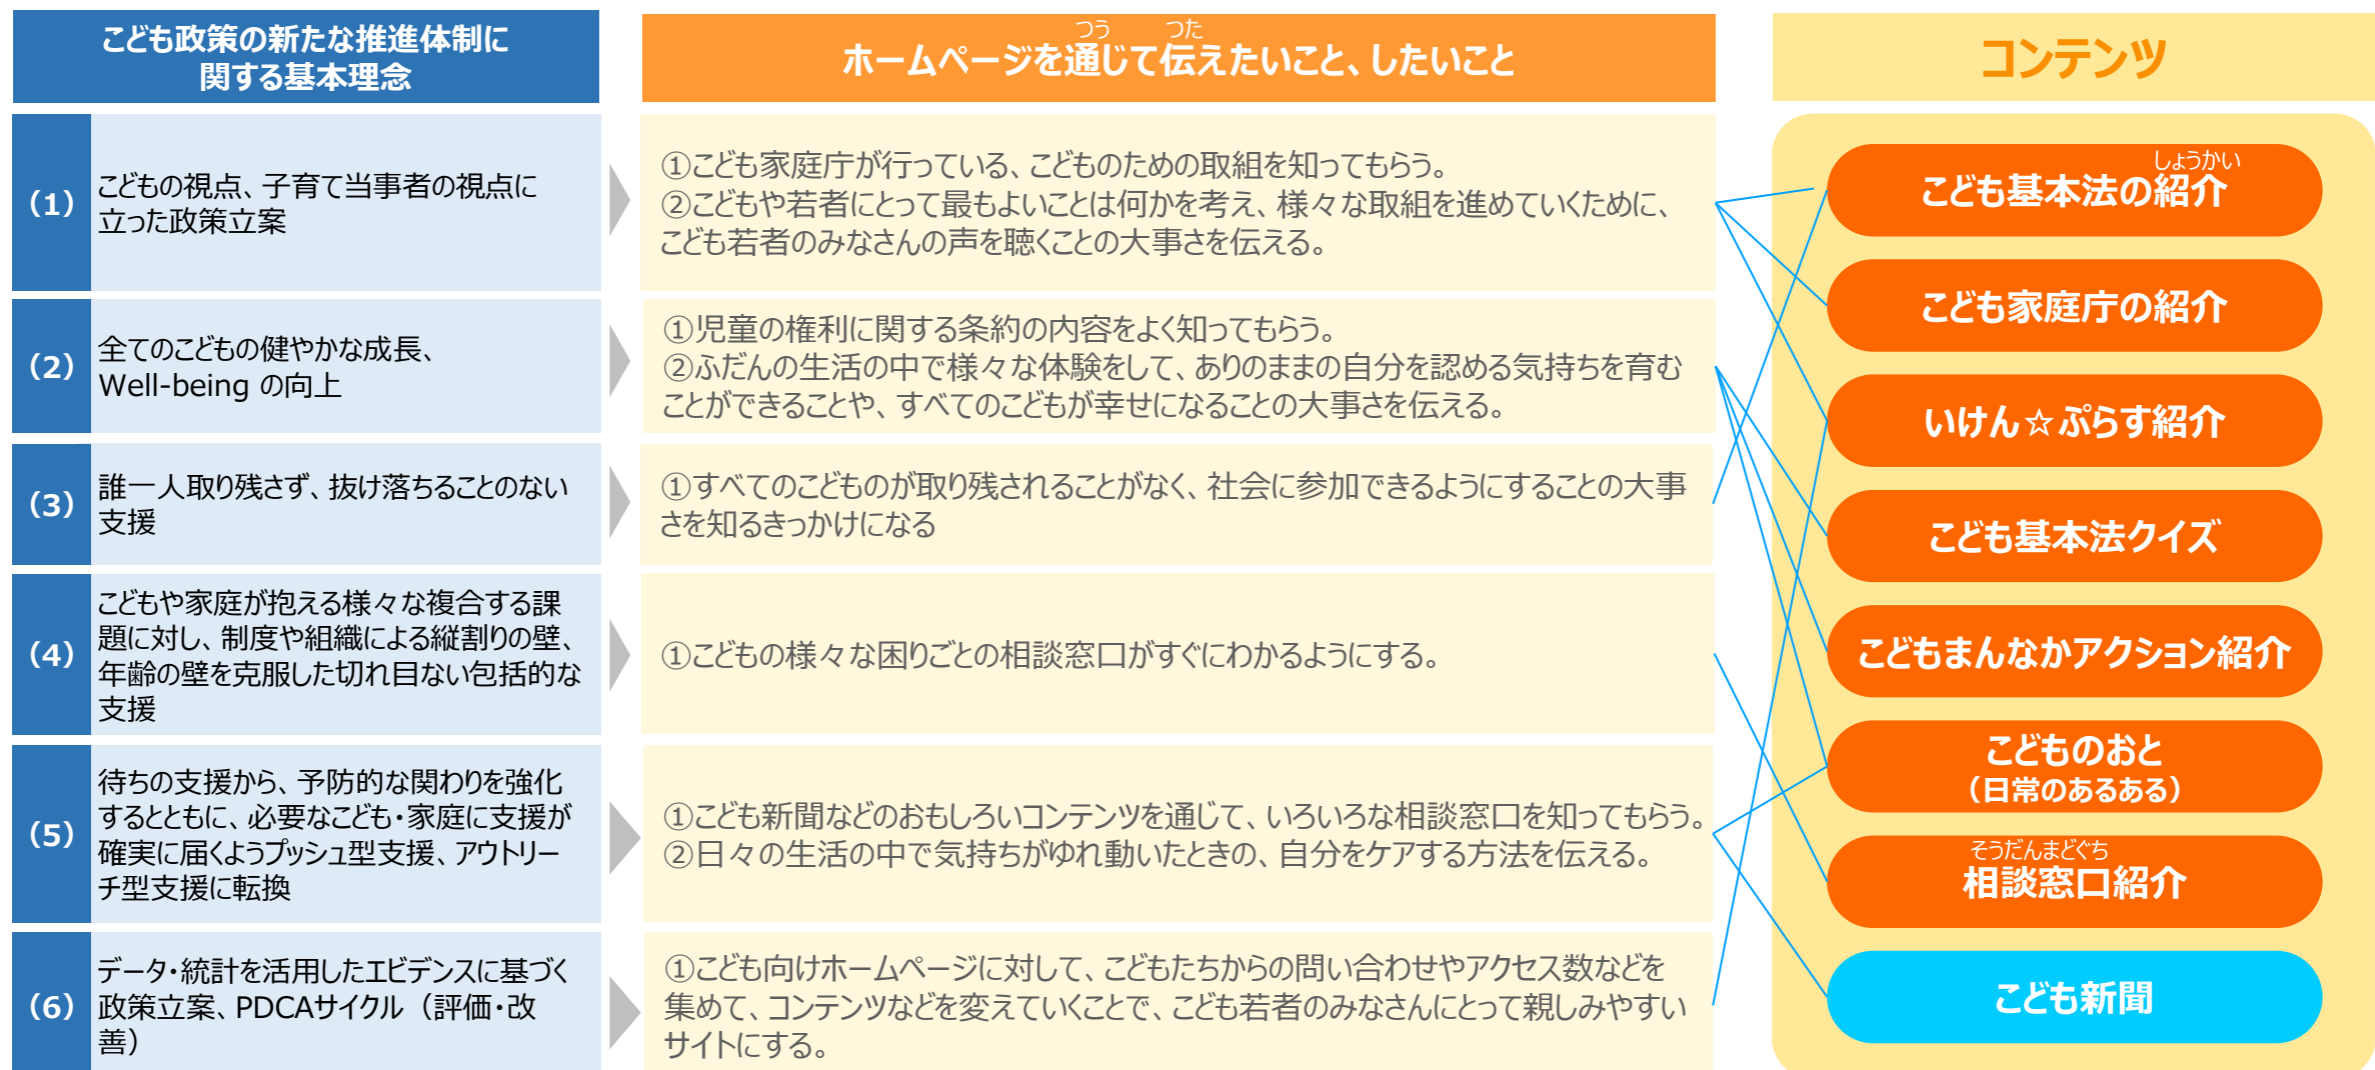 こども政策の新たな推進体制に
関する基本理念
つう つた
ホームページを通じて伝えたいこと、したいこと
コンテンツ
（1）
こどもの視点、子育て当事者の視点に
立った政策立案
①こども家庭庁が行っている、こどものための取組を知ってもらう。
②こどもや若者にとって最もよいことは何かを考え、様々な取組を進めていくために、
こども若者のみなさんの声を聴くことの大事さを伝える。
（2）
全てのこどもの健やかな成長、
Well-being の向上
①児童の権利に関する条約の内容をよく知ってもらう。
②ふだんの生活の中で様々な体験をして、ありのままの自分を認める気持ちを育む
ことができることや、すべてのこどもが幸せになることの大事さを伝える。
（3）
誰一人取り残さず、抜け落ちることのない
支援
①すべてのこどものが取り残されることがなく、社会に参加できるようにすることの大事
さを知るきっかけになる
（4）
こどもや家庭が抱える様々な複合する課
題に対し、制度や組織による縦割りの壁、
年齢の壁を克服した切れ目ない包括的な
支援
①こどもの様々な困りごとの相談窓口がすぐにわかるようにする。
（5）
待ちの支援から、予防的な関わりを強化
するとともに、必要なこども・家庭に支援が
確実に届くようプッシュ型支援、アウトリー
チ型支援に転換
①こども新聞などのおもしろいコンテンツを通じて、いろいろな相談窓口を知ってもらう。
②日々の生活の中で気持ちがゆれ動いたときの、自分をケアする方法を伝える。
（6）
データ・統計を活用したエビデンスに基づく
政策立案、PDCAサイクル（評価・改
善）
①こども向けホームページに対して、こどもたちからの問い合わせやアクセス数などを
集めて、コンテンツなどを変えていくことで、こども若者のみなさんにとって親しみやすい
サイトにする。
しょうかい
こども基本法の紹介
こども家庭庁の紹介
いけん☆ぷらす紹介
こども基本法クイズ
こどもまんなかアクション紹介
こどものおと
（日常のあるある）
そうだんまどぐち
相談窓口紹介
こども新聞